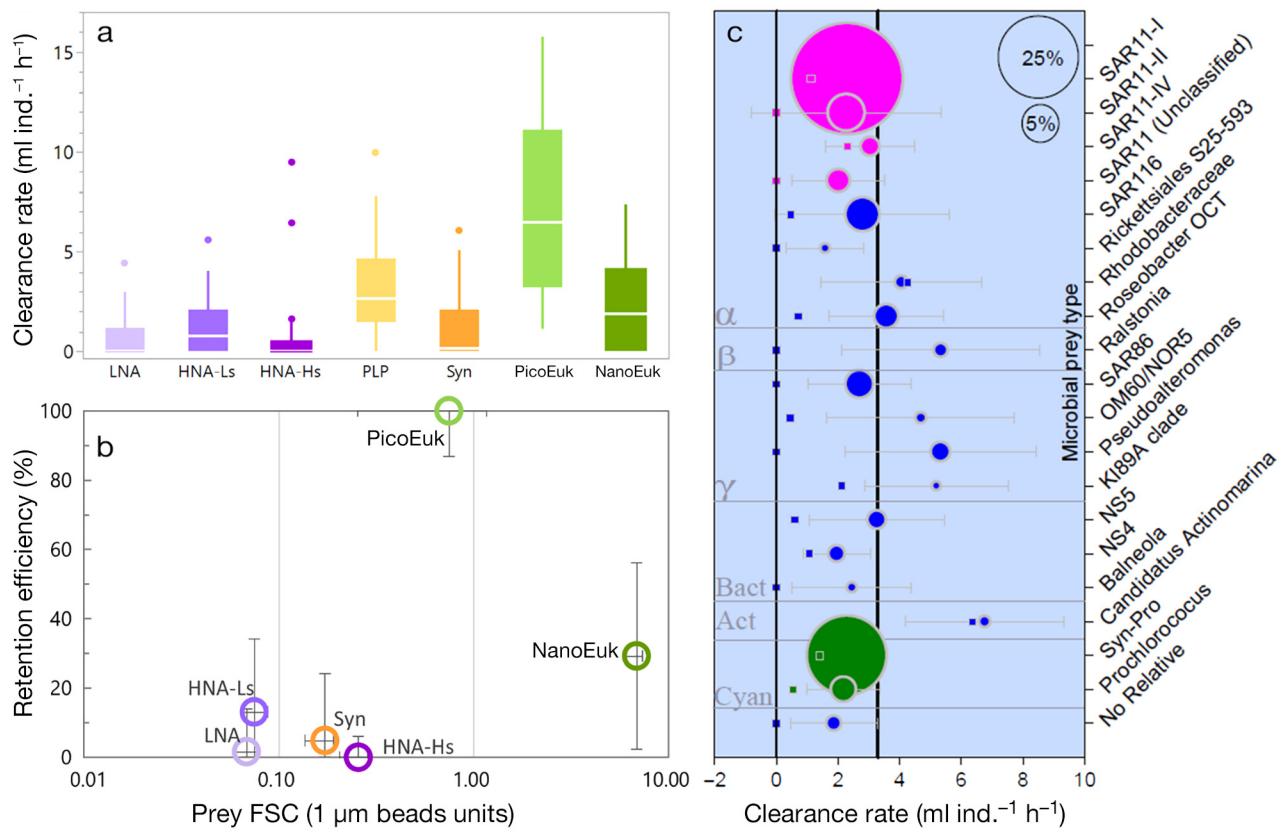 a
Clearance rate (ml ind.⁻¹ h⁻¹)
15
10
5
0
LNA
HNA-Ls
HNA-Hs
PLP
Syn
PicoEuk
NanoEuk
b
Retention efficiency (%)
100
80
60
40
20
0
PicoEuk
NanoEuk
HNA-Ls
LNA
Syn
HNA-Hs
0.01
0.10
1.00
10.00
Prey FSC (1 µm beads units)
c
25%
5%
α
β
γ
Bact
Act
Cyan
Microbial prey type
SAR11-I
SAR11-II
SAR11-IV
SAR11 (Unclassified)
SAR116
Rickettsiales S25-593
Rhodobacteraceae
Roseobacter OCT
Ralstonia
SAR86
OM60/NOR5
Pseudoalteromonas
KI89A clade
NS5
NS4
Balneola
Candidatus Actinomarina
Syn-Pro
Prochlorococus
No Relative
−2
0
2
4
6
8
10
Clearance rate (ml ind.⁻¹ h⁻¹)